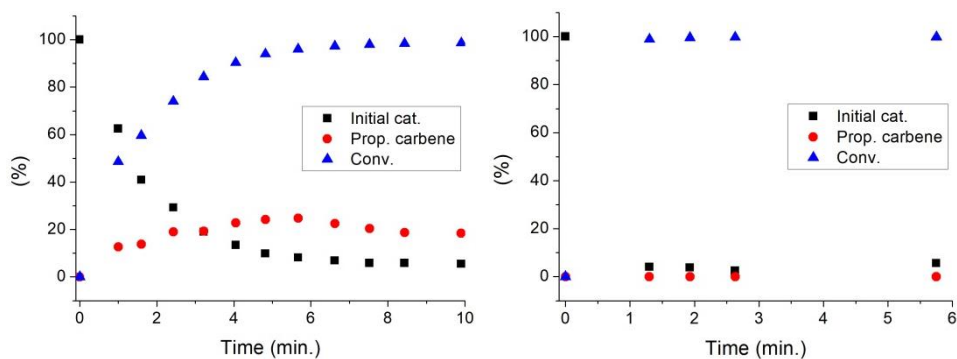 100
80
60
40
20
0
(%)
Initial cat.
Prop. carbene
Conv.
0 2 4 6 8 10
Time (min.)
100
80
60
40
20
0
(%)
Initial cat.
Prop. carbene
Conv.
0 1 2 3 4 5 6
Time (min.)